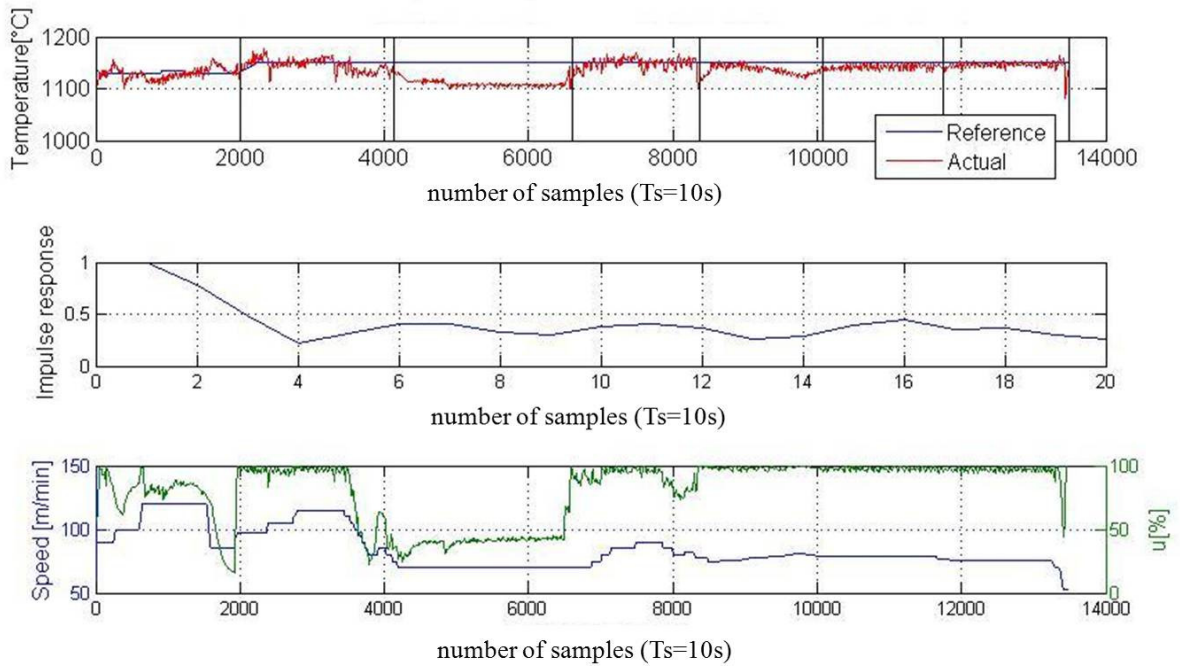 Temperature[°C]
1200
1100
1000
0 2000 4000 6000 8000 10000 14000
Reference
Actual
number of samples (Ts=10s)
Impulse response
1
0.5
0
0 2 4 6 8 10 12 14 16 18 20
number of samples (Ts=10s)
Speed [m/min]
150
100
50
100
50
0
u[%]
0 2000 4000 6000 8000 10000 12000 14000
number of samples (Ts=10s)